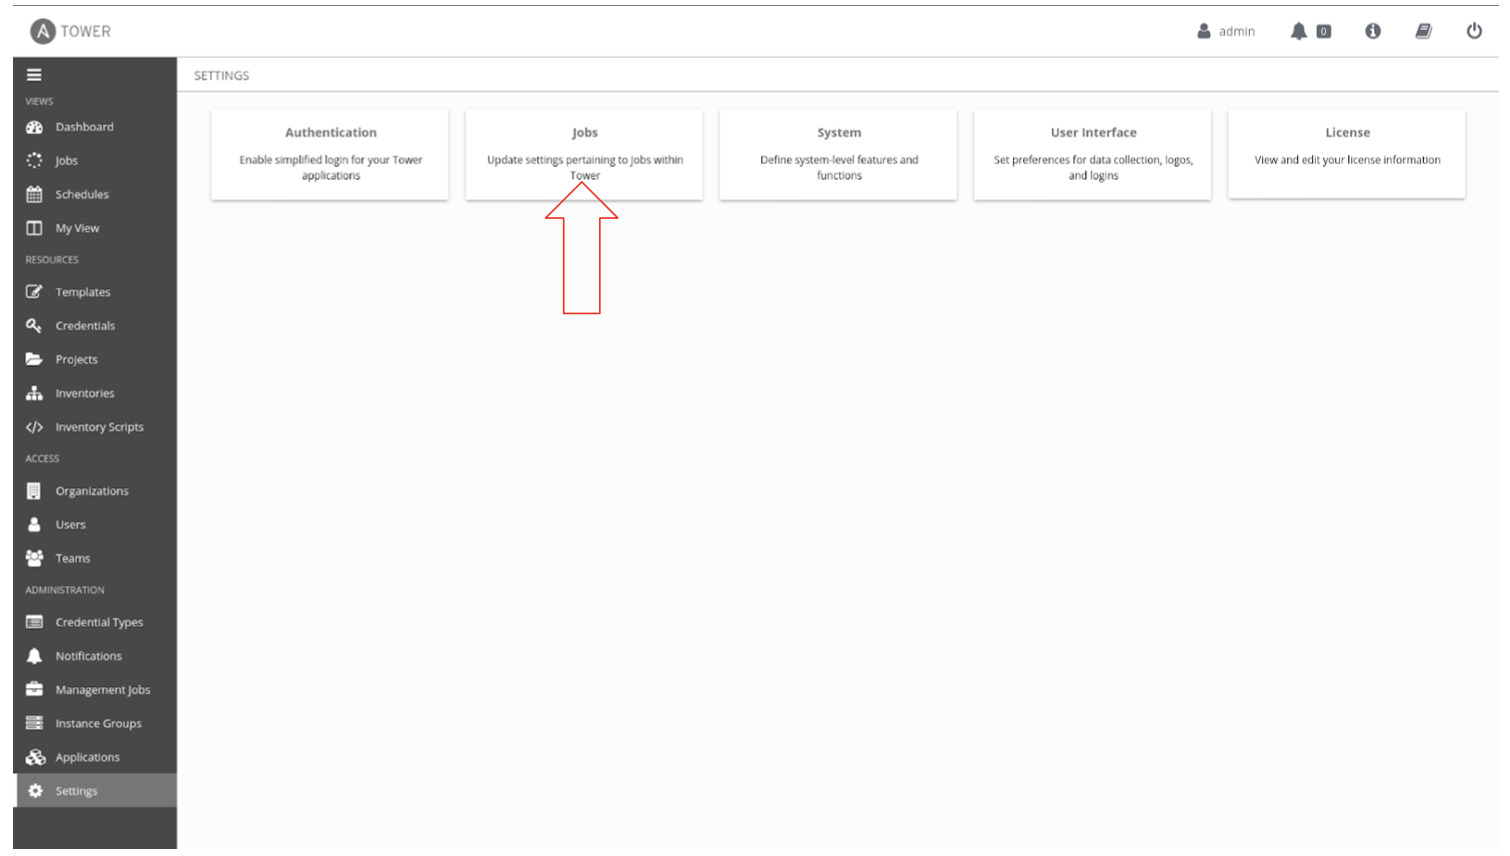 TOWER
admin
0
SETTINGS
VIEWS
Dashboard
Jobs
Schedules
My View
RESOURCES
Templates
Credentials
Projects
Inventories
Inventory Scripts
ACCESS
Organizations
Users
Teams
ADMINISTRATION
Credential Types
Notifications
Management Jobs
Instance Groups
Applications
Settings
Authentication
Enable simplified login for your Tower
applications
Jobs
Update settings pertaining to Jobs within
Tower
System
Define system-level features and
functions
User Interface
Set preferences for data collection, logos,
and logins
License
View and edit your license information